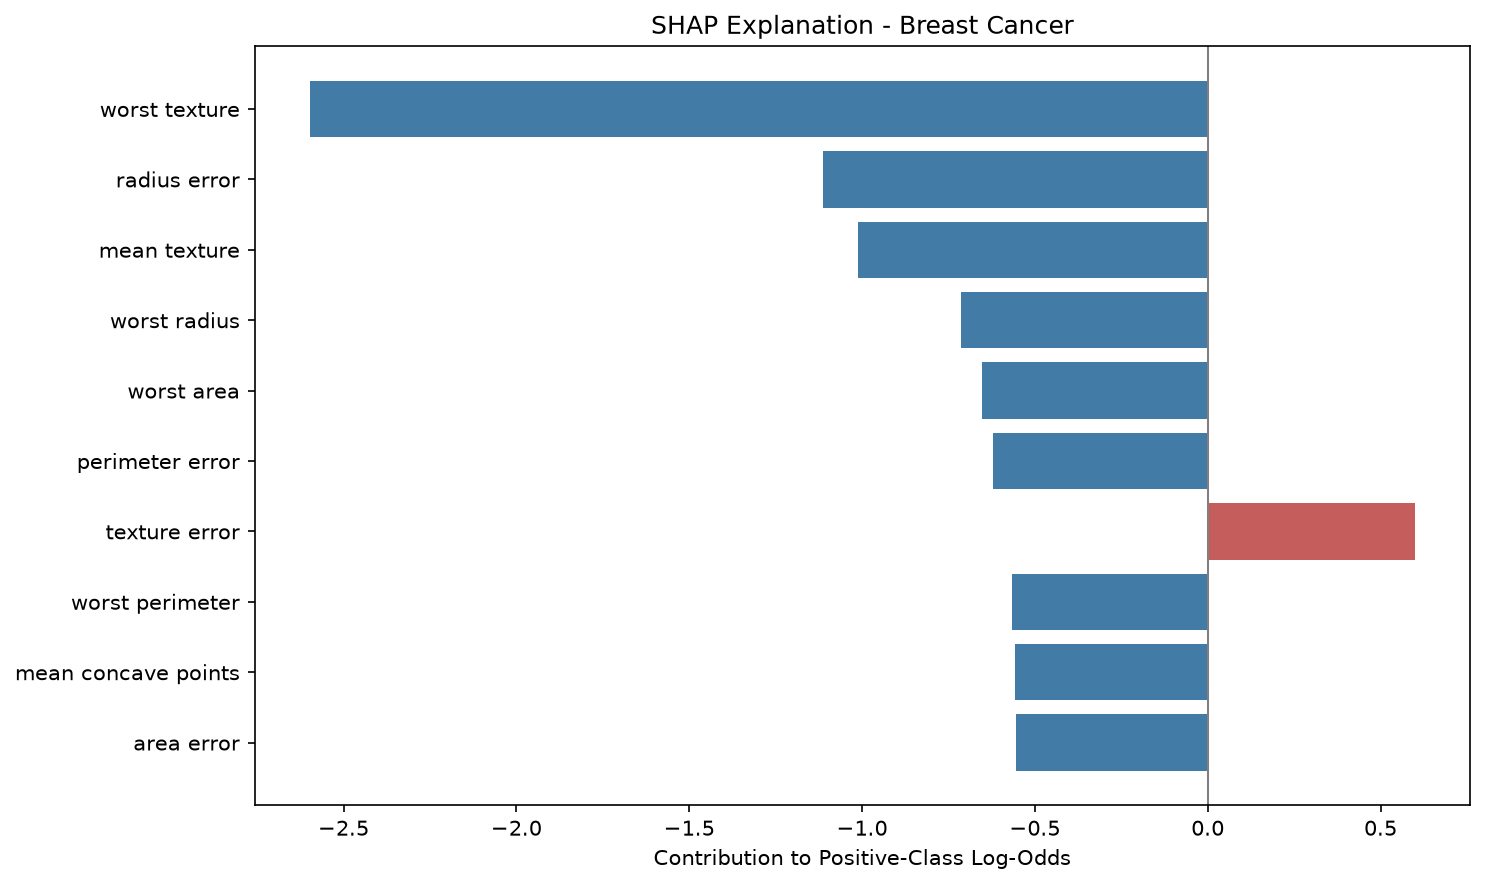 SHAP Explanation - Breast Cancer
worst texture
radius error
mean texture
worst radius
worst area
perimeter error
texture error
worst perimeter
mean concave points
area error
−2.5 −2.0 −1.5 −1.0 −0.5 0.0 0.5
Contribution to Positive-Class Log-Odds